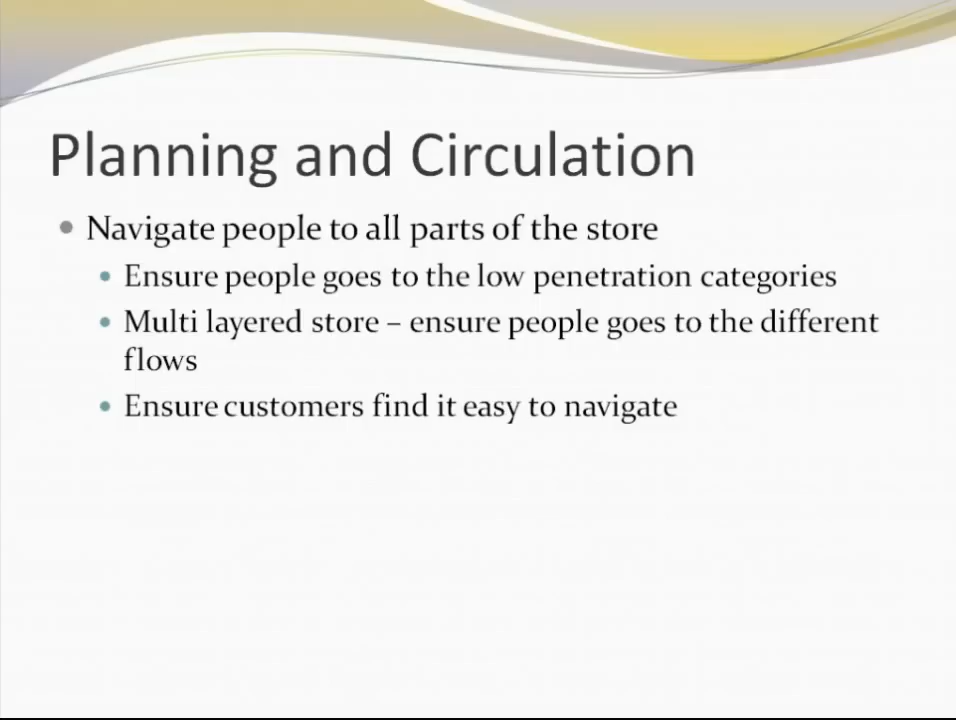 Planning and Circulation
• Navigate people to all parts of the store
• Ensure people goes to the low penetration categories
• Multi layered store – ensure people goes to the different
flows
• Ensure customers find it easy to navigate